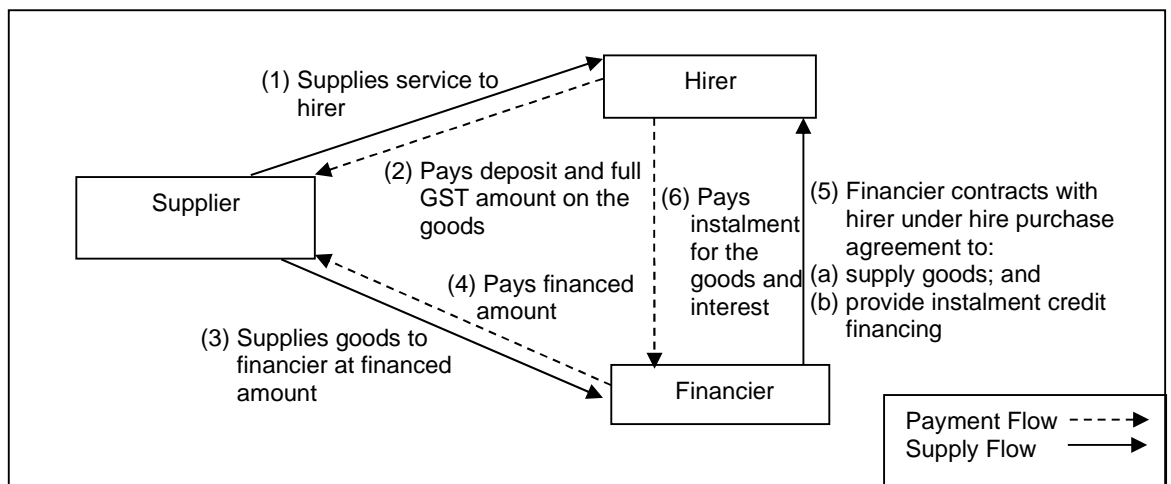 (1) Supplies service to
hirer
Hirer
(2) Pays deposit and full
GST amount on the
goods
Supplier
(6) Pays
instalment
for the
goods and
interest
(5) Financier contracts with
hirer under hire purchase
agreement to:
(a) supply goods; and
(b) provide instalment credit
financing
(4) Pays financed
amount
(3) Supplies goods to
financier at financed
amount
Financier
Payment Flow
Supply Flow